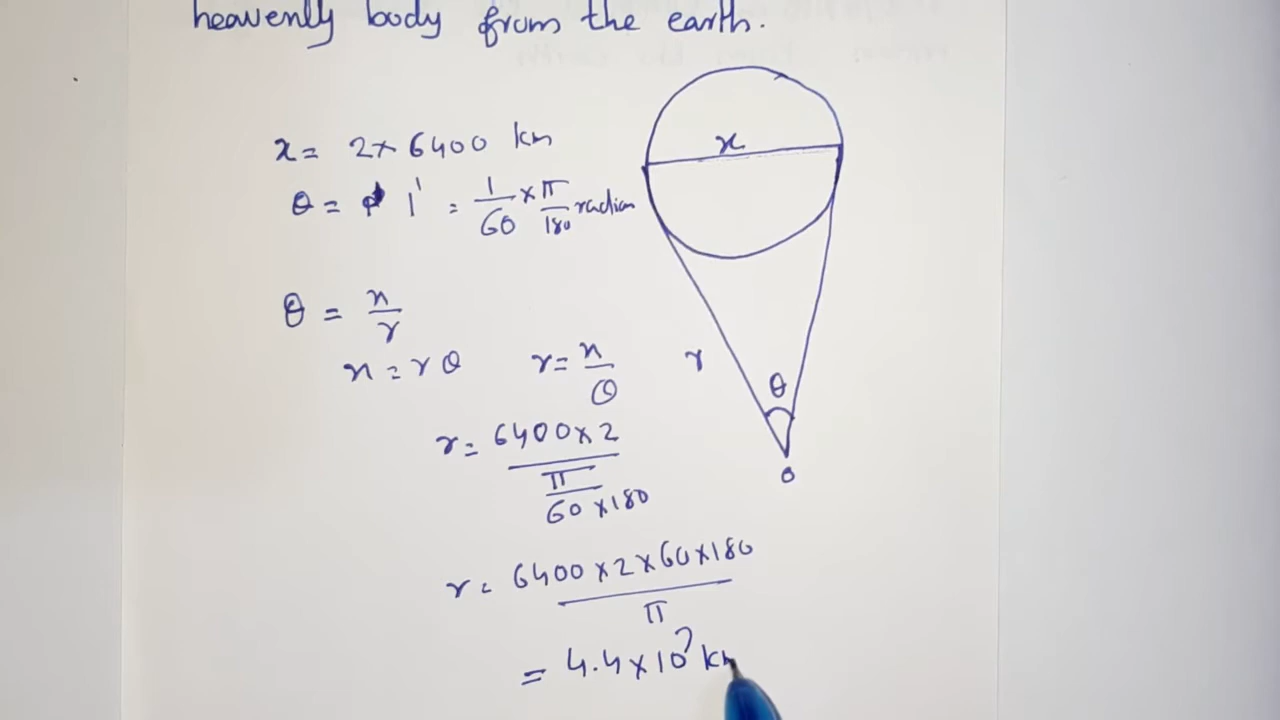 heavenly body from the earth.
x = 2 × 6400 km
θ = 1' = 1/60 × π/180 radian
x
θ = x/r
x = r θ r = x/θ
r
θ
r = 6400 × 2 / π / 60 × 180
O
r = 6400 × 2 × 60 × 180 / π
= 4.4 × 10⁷ km